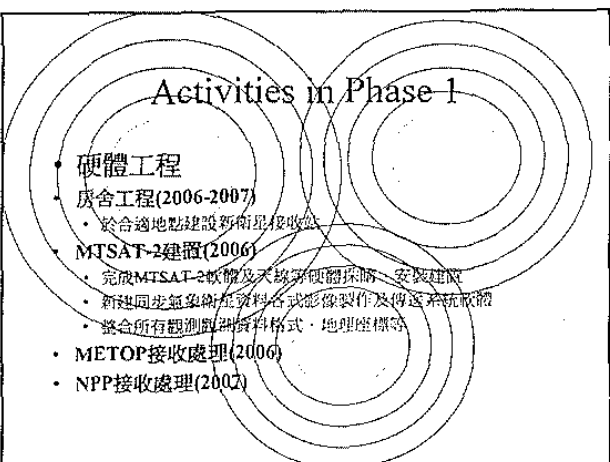 Activities in Phase 1
• 硬體工程
• 房舍工程(2006-2007)
• 於合適地點建設新衛星接收站
• MTSAT-2建置(2006)
• 完成MTSAT-2軟體及天線等硬體採購、安裝建置
• 新建同步氣象衛星資料各式影像製作及傳送系統軟體
• 整合所有觀測資料格式、地理座標等
• METOP接收處理(2006)
• NPP接收處理(2007)